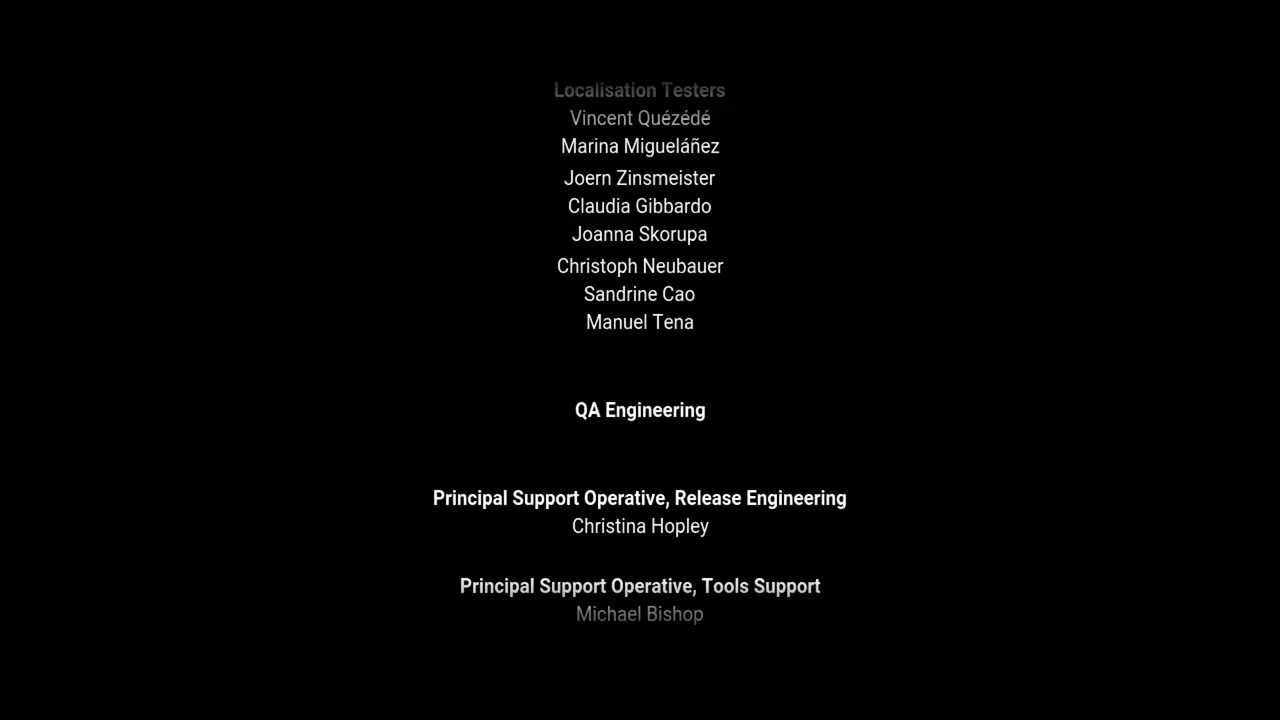 Localisation Testers
Vincent Quézédé
Marina Migueláñez
Joern Zinsmeister
Claudia Gibbardo
Joanna Skorupa
Christoph Neubauer
Sandrine Cao
Manuel Tena
QA Engineering
Principal Support Operative, Release Engineering
Christina Hopley
Principal Support Operative, Tools Support
Michael Bishop